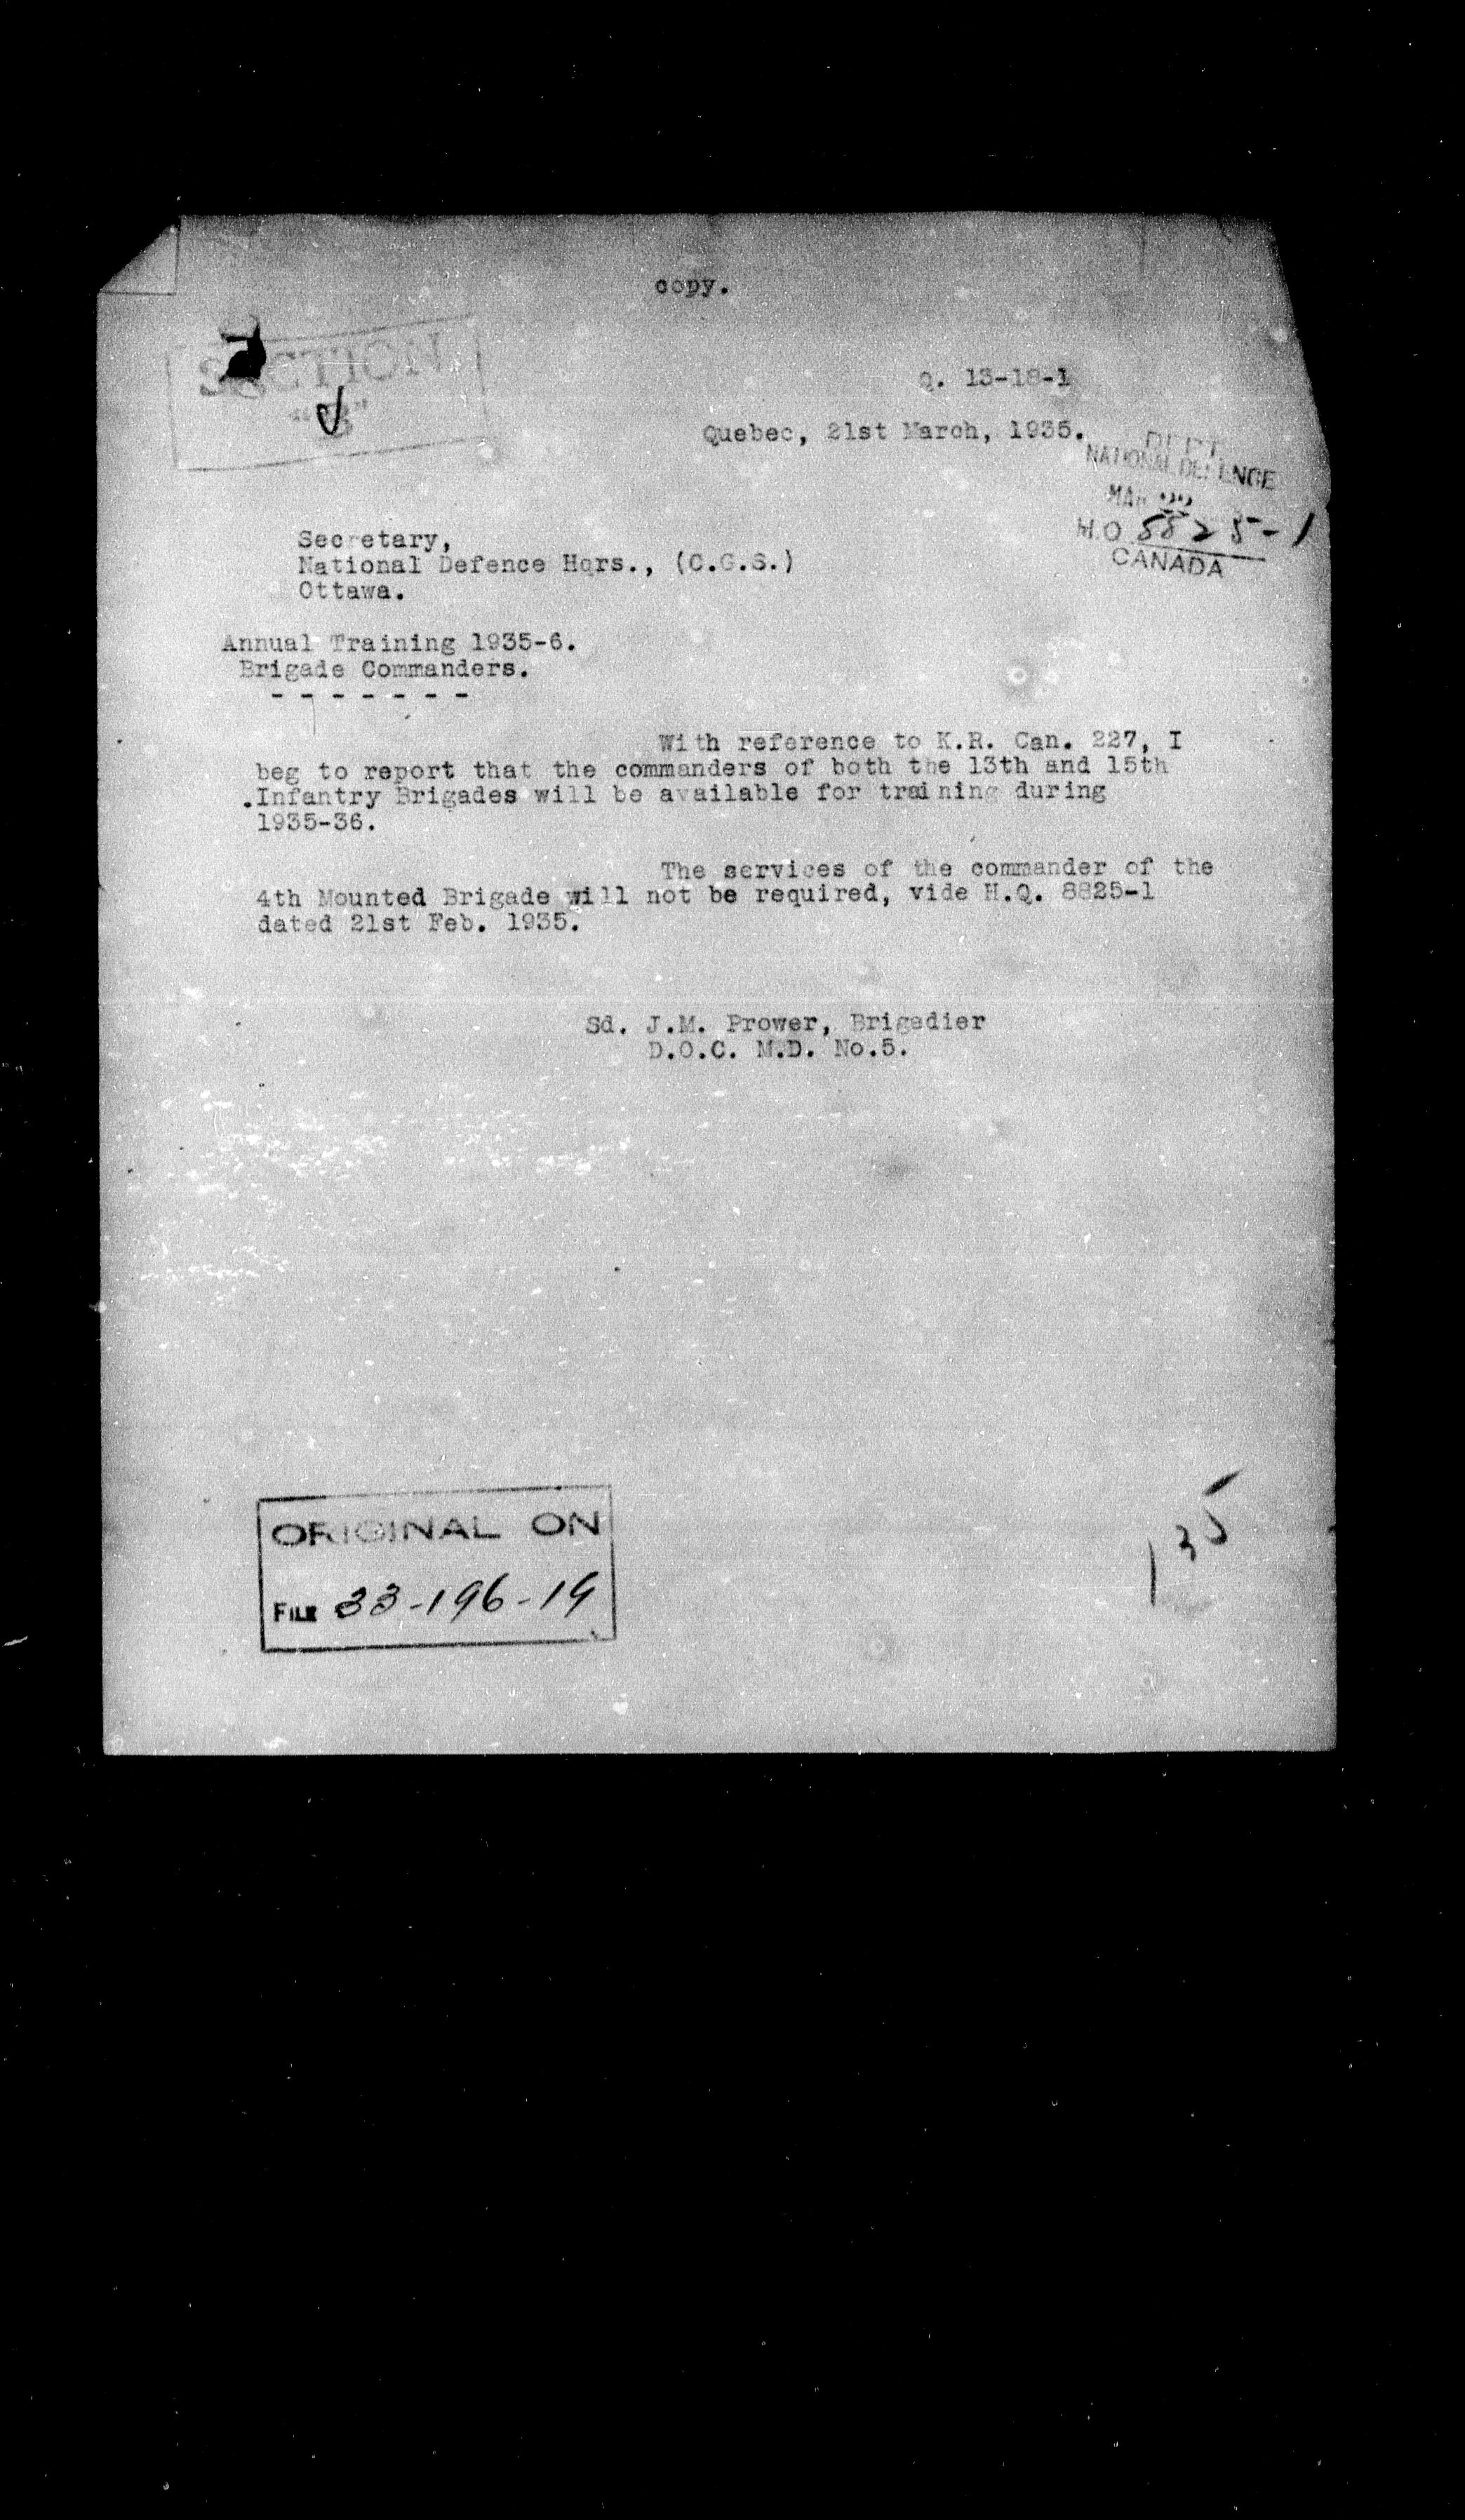 copy.
SECTION
"B"
Q. 13-18-1
Quebec, 21st March, 1935.
DEPT
NATIONAL DEFENCE
MAR 22
H.Q. 8825-1
CANADA
Secretary,
National Defence Hqrs., (C.G.S.)
Ottawa.
Annual Training 1935-6.
Brigade Commanders.
- - - - - - -
With reference to K.R. Can. 227, I
beg to report that the commanders of both the 13th and 15th
.Infantry Brigades will be available for training during
1935-36.
The services of the commander of the
4th Mounted Brigade will not be required, vide H.Q. 8825-1
dated 21st Feb. 1935.
Sd. J.M. Prower, Brigadier
D.O.C. M.D. No.5.
ORIGINAL ON
FILE 33-196-19
135